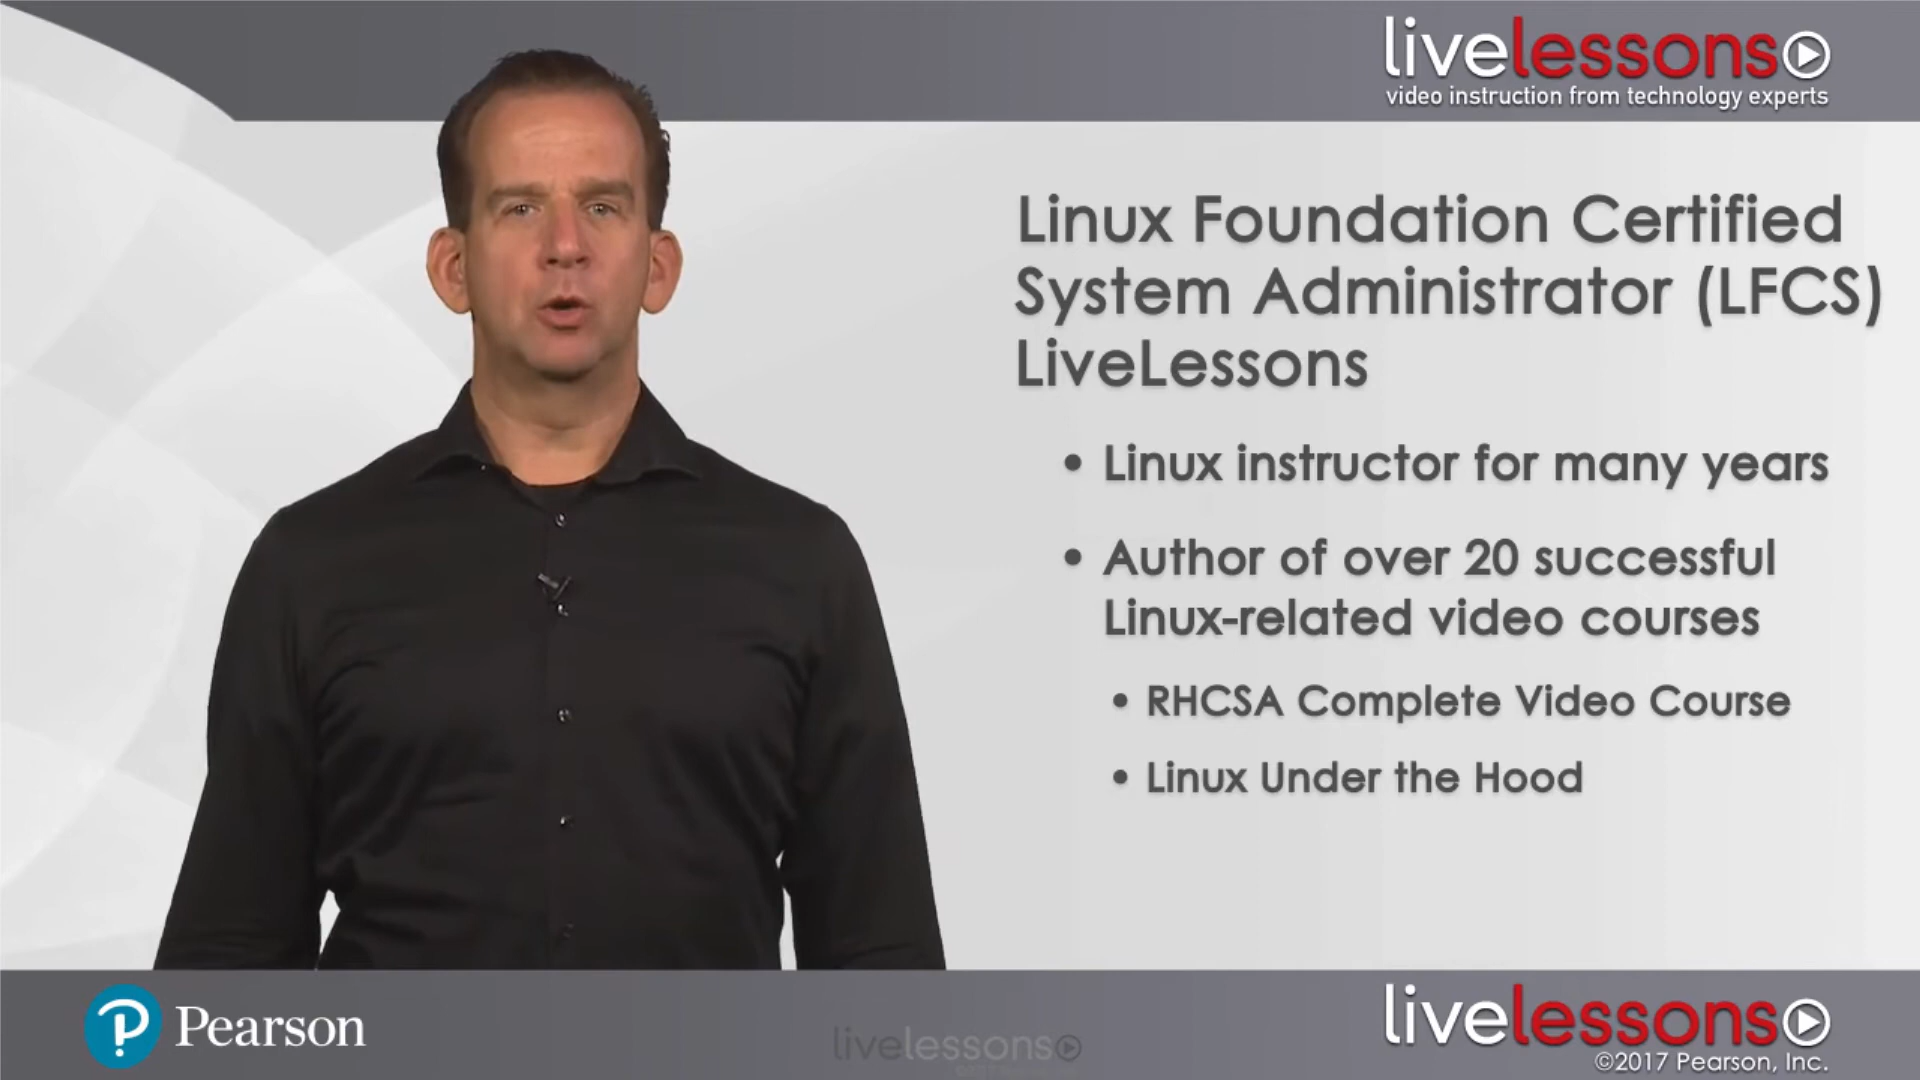 livelessons
video instruction from technology experts
Linux Foundation Certified
System Administrator (LFCS)
LiveLessons
• Linux instructor for many years
• Author of over 20 successful
Linux-related video courses
• RHCSA Complete Video Course
• Linux Under the Hood
Pearson
livelessons
livelessons
©2017 Pearson, Inc.